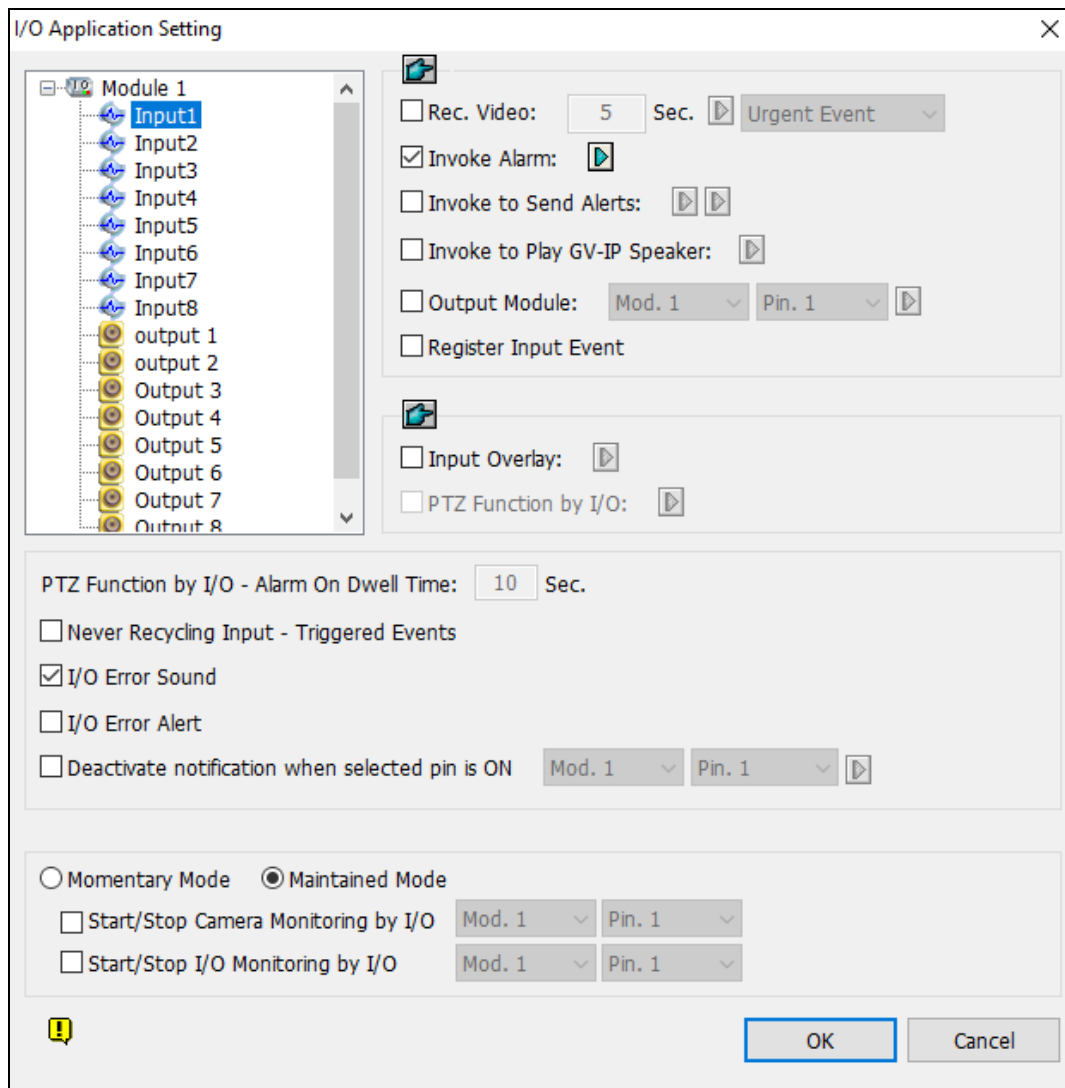 I/O Application Setting
Module 1
Input1
Input2
Input3
Input4
Input5
Input6
Input7
Input8
output 1
output 2
Output 3
Output 4
Output 5
Output 6
Output 7
Output 8
Rec. Video: 5 Sec. Urgent Event
Invoke Alarm:
Invoke to Send Alerts:
Invoke to Play GV-IP Speaker:
Output Module: Mod. 1 Pin. 1
Register Input Event
Input Overlay:
PTZ Function by I/O:
PTZ Function by I/O - Alarm On Dwell Time: 10 Sec.
Never Recycling Input - Triggered Events
I/O Error Sound
I/O Error Alert
Deactivate notification when selected pin is ON Mod. 1 Pin. 1
Momentary Mode Maintained Mode
Start/Stop Camera Monitoring by I/O Mod. 1 Pin. 1
Start/Stop I/O Monitoring by I/O Mod. 1 Pin. 1
OK Cancel